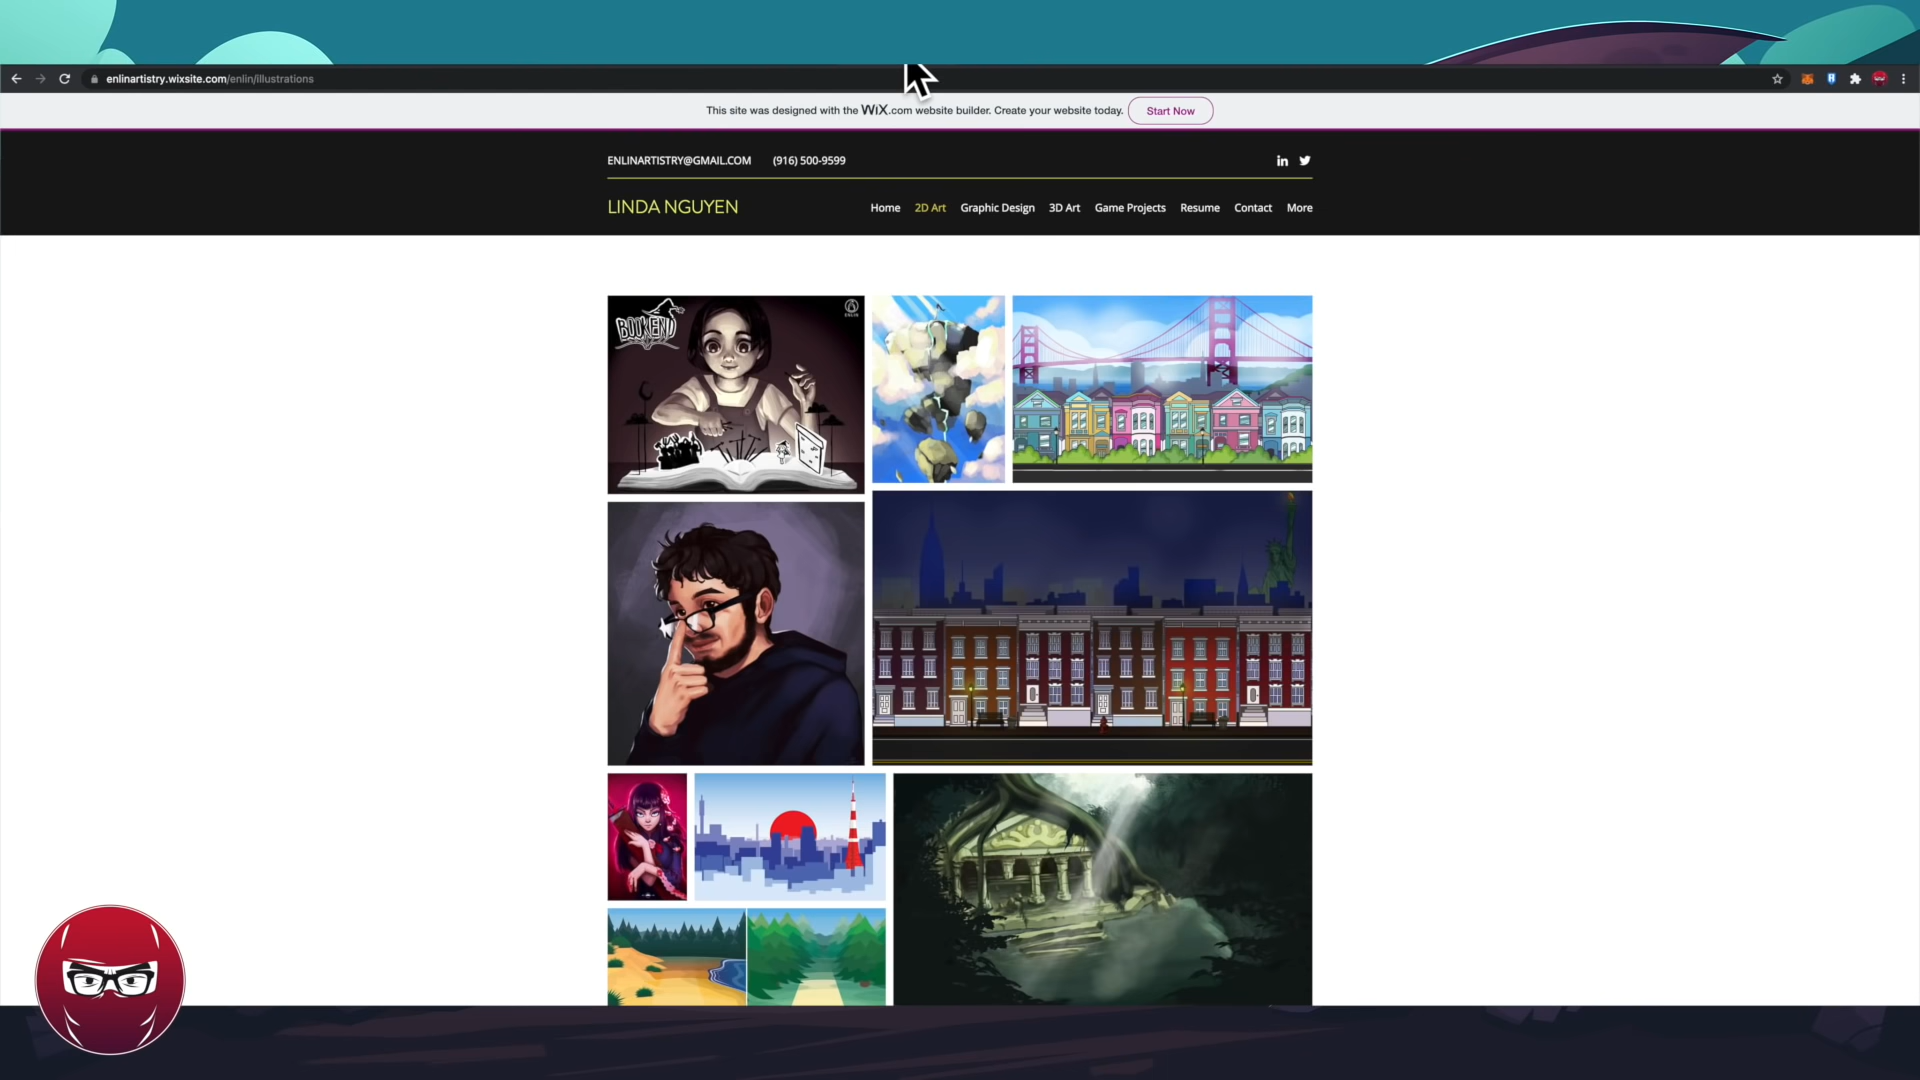 enlinartistry.wixsite.com/enlin/illustrations
This site was designed with the WiX.com website builder. Create your website today. Start Now
ENLINARTISTRY@GMAIL.COM (916) 500-9599
in
LINDA NGUYEN Home 2D Art Graphic Design 3D Art Game Projects Resume Contact More
BOOKEND
ENLIN